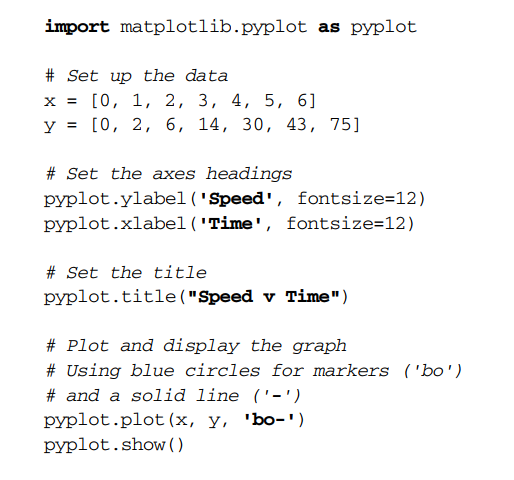 import matplotlib.pyplot as pyplot
# Set up the data
x = [0, 1, 2, 3, 4, 5, 6]
y = [0, 2, 6, 14, 30, 43, 75]
# Set the axes headings
pyplot.ylabel('Speed', fontsize=12)
pyplot.xlabel('Time', fontsize=12)
# Set the title
pyplot.title("Speed v Time")
# Plot and display the graph
# Using blue circles for markers ('bo')
# and a solid line ('-')
pyplot.plot(x, y, 'bo-')
pyplot.show()